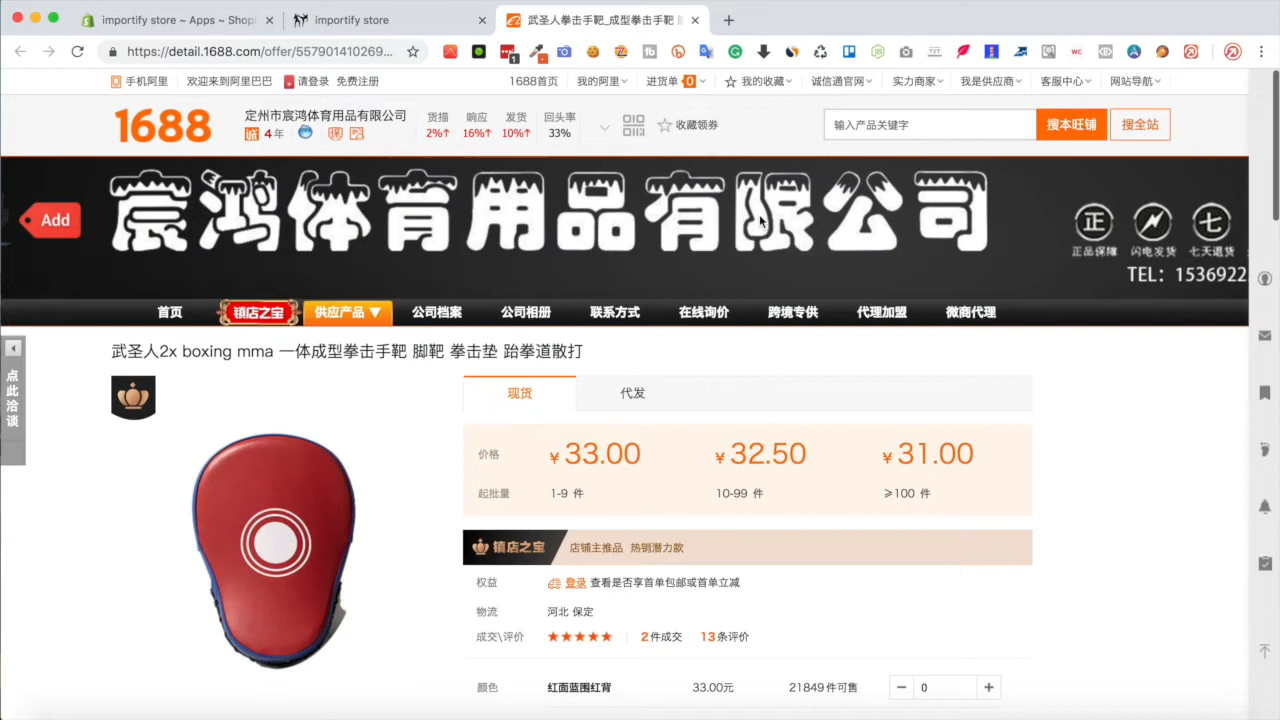 importify store ~ Apps ~ Shopi
importify store
武圣人拳击手靶_成型拳击手靶
https://detail.1688.com/offer/557901410269...
手机阿里 欢迎来到阿里巴巴 请登录 免费注册 1688首页 我的阿里 进货单 0 我的收藏 诚信通官网 实力商家 我是供应商 客服中心 网站导航
1688
定州市宸鸿体育用品有限公司
4 年
货描 响应 发货 回头率
2%↑ 16%↑ 10%↑ 33%
收藏领券
输入产品关键字 搜本旺铺 搜全站
Add
宸鸿体育用品有限公司
正 七
正品保障 闪电发货 七天退货
TEL: 1536922
首页 镇店之宝 供应产品 ▼ 公司档案 公司相册 联系方式 在线询价 跨境专供 代理加盟 微商代理
点此洽谈
武圣人2x boxing mma 一体成型拳击手靶 脚靶 拳击垫 跆拳道散打
现货 代发
价格 ¥ 33.00 ¥ 32.50 ¥ 31.00
起批量 1-9 件 10-99 件 ≥100 件
镇店之宝 店铺主推品 热销潜力款
权益 登录 查看是否享首单包邮或首单立减
物流 河北 保定
成交\评价 2件成交 13条评价
颜色 红面蓝围红背 33.00元 21849件可售 − 0 +